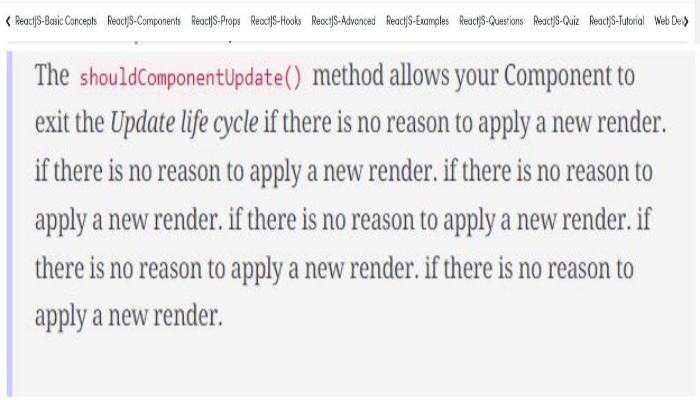 ReactJS-Basic Concepts ReactJS-Components ReactJS-Props ReactJS-Hooks ReactJS-Advanced ReactJS-Examples ReactJS-Questions ReactJS-Quiz ReactJS-Tutorial Web Dev
The shouldComponentUpdate() method allows your Component to
exit the Update life cycle if there is no reason to apply a new render.
if there is no reason to apply a new render. if there is no reason to
apply a new render. if there is no reason to apply a new render. if
there is no reason to apply a new render. if there is no reason to
apply a new render.